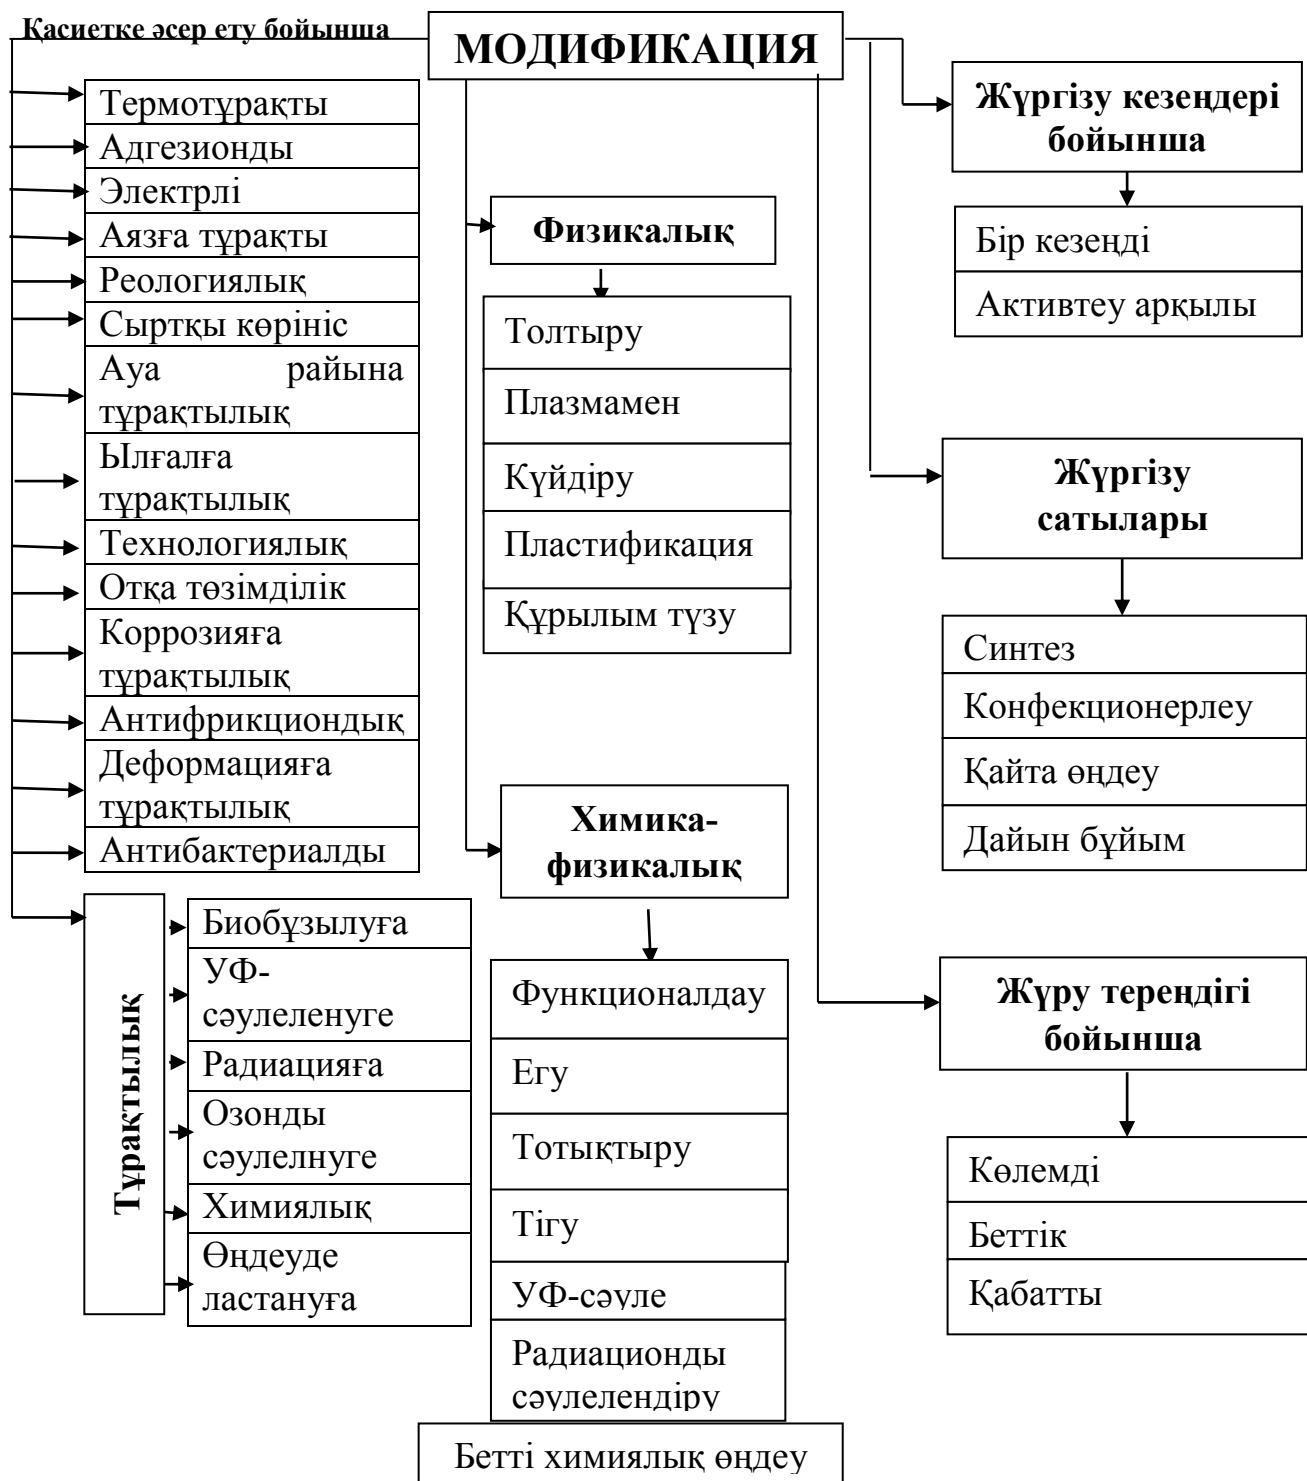 Қасиетке әсер ету бойынша
МОДИФИКАЦИЯ
Термотұрақты
Адгезионды
Электрлі
Аязға тұрақты
Реологиялық
Сыртқы көрініс
Ауа райына
тұрақтылық
Ылғалға
тұрақтылық
Технологиялық
Отқа төзімділік
Коррозияға
тұрақтылық
Антифрикциондық
Деформацияға
тұрақтылық
Антибактериалды
Тұрақтылық
Биобұзылуға
УФ-
сәулеленуге
Радиацияға
Озонды
сәулелнуге
Химиялық
Өңдеуде
ластануға
Физикалық
Толтыру
Плазмамен
Күйдіру
Пластификация
Құрылым түзу
Химика-
физикалық
Функционалдау
Егу
Тотықтыру
Тігу
УФ-сәуле
Радиационды
сәулелендіру
Бетті химиялық өңдеу
Жүргізу кезеңдері
бойынша
Бір кезеңді
Активтеу арқылы
Жүргізу
сатылары
Синтез
Конфекционерлеу
Қайта өңдеу
Дайын бұйым
Жүру тереңдігі
бойынша
Көлемді
Беттік
Қабатты